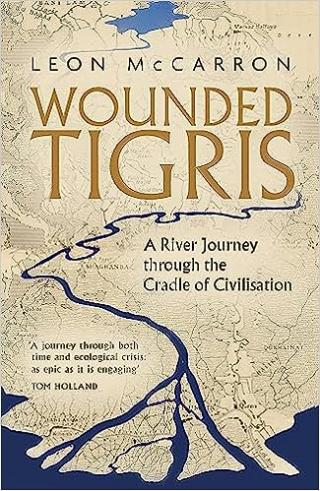 LEON McCARRON
WOUNDED
TIGRIS
A River Journey
through the
Cradle of Civilisation
'A journey through both
time and ecological crisis:
as epic as it is engaging'
TOM HOLLAND